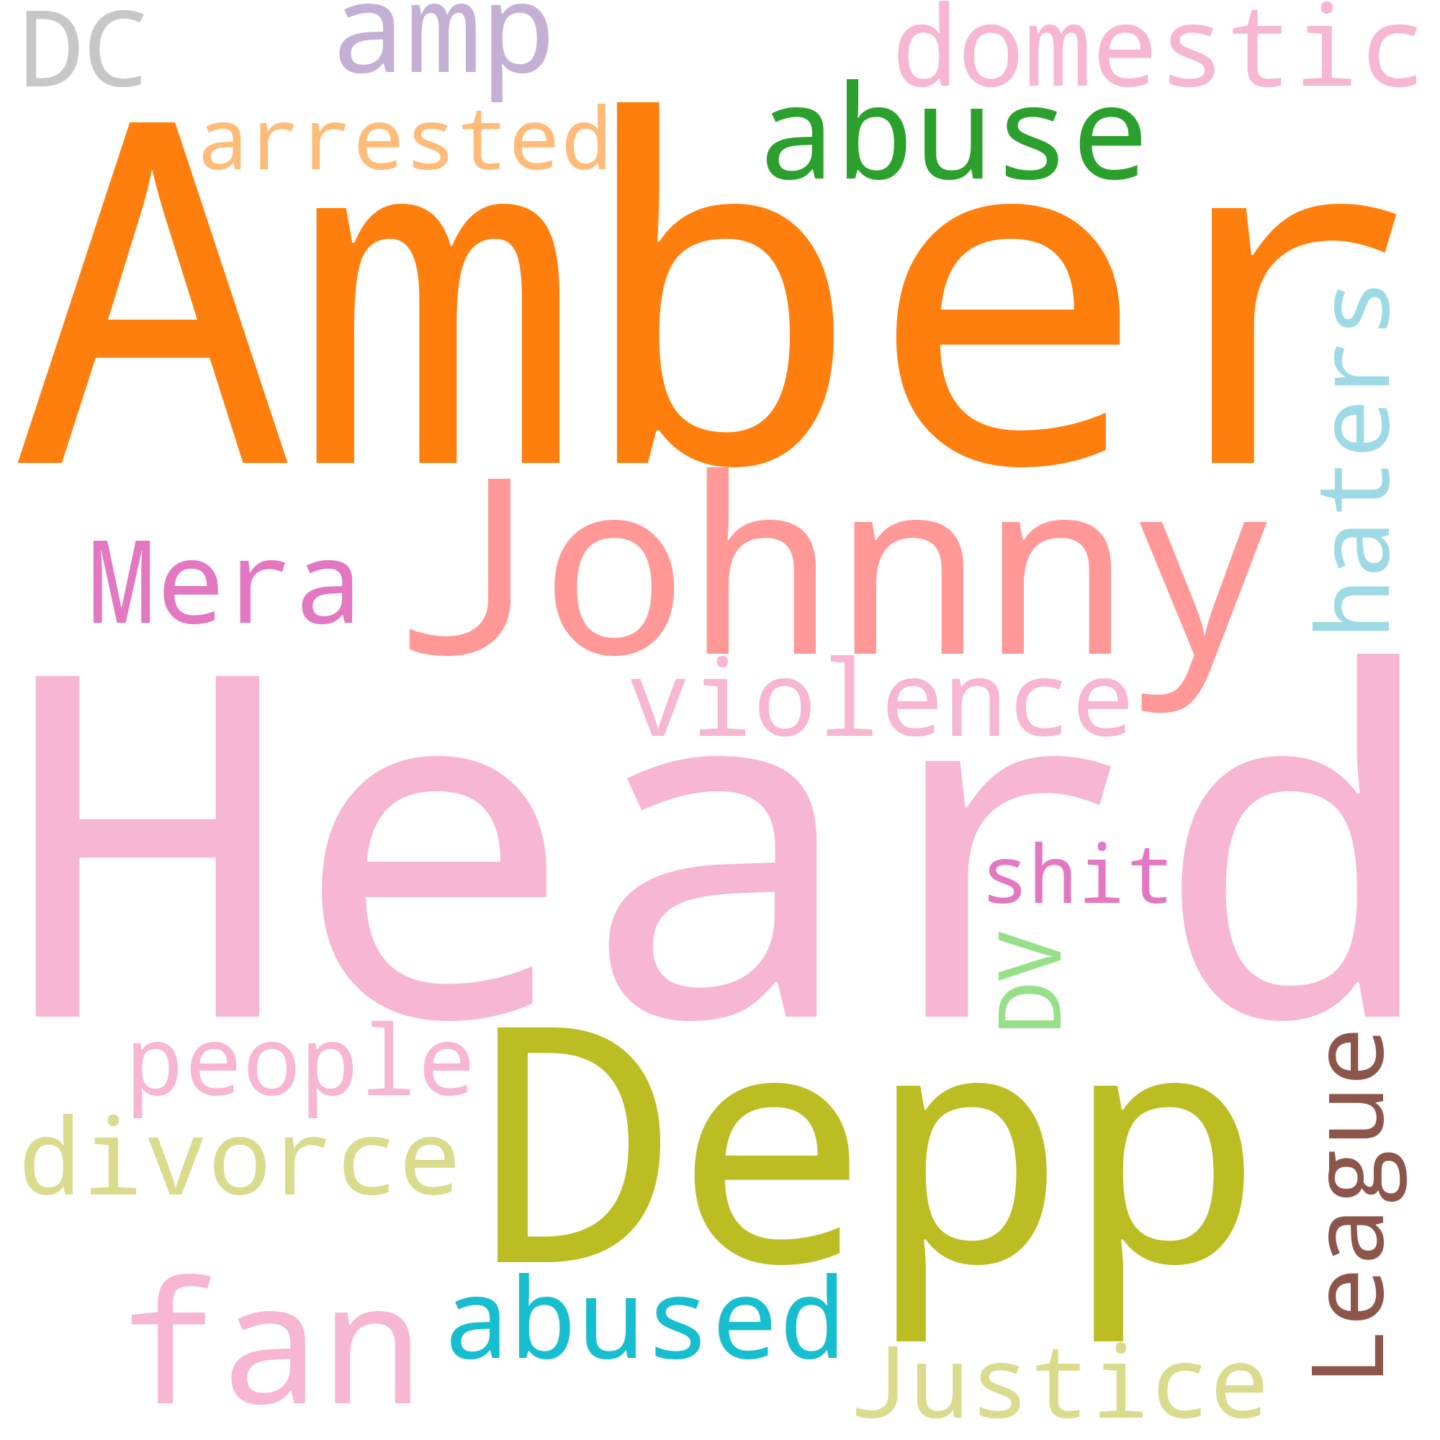 DC
amp
domestic
arrested
abuse
Amber
haters
Johnny
Mera
violence
Heard
shit
DV
people
Depp
League
divorce
fan
abused
Justice